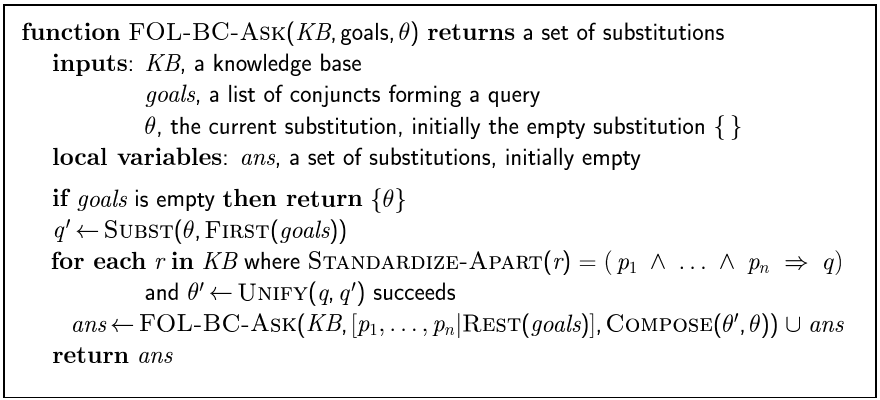 function FOL-BC-ASK(KB, goals, θ) returns a set of substitutions
inputs: KB, a knowledge base
goals, a list of conjuncts forming a query
θ, the current substitution, initially the empty substitution { }
local variables: ans, a set of substitutions, initially empty
if goals is empty then return {θ}
q′ ← SUBST(θ, FIRST(goals))
for each r in KB where STANDARDIZE-APART(r) = ( p₁ ∧ … ∧ pₙ ⇒ q)
and θ′ ← UNIFY(q, q′) succeeds
ans ← FOL-BC-ASK(KB, [p₁, …, pₙ|REST(goals)], COMPOSE(θ′, θ)) ∪ ans
return ans